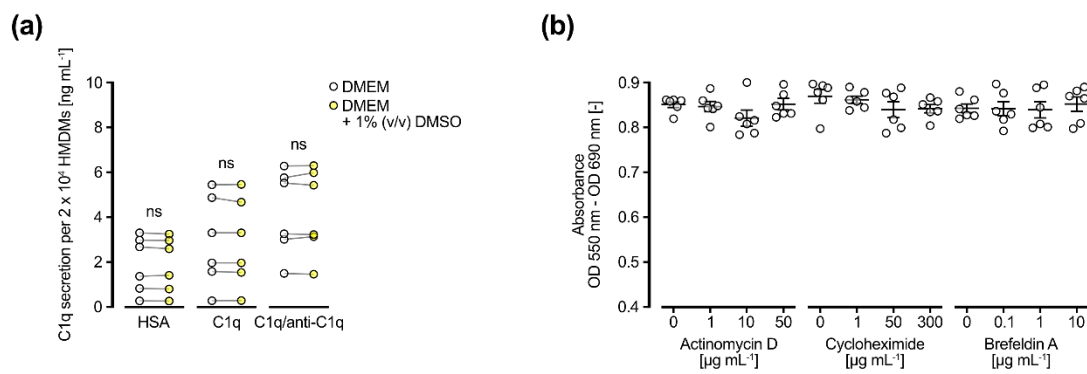 (a)
C1q secretion per 2 x 10⁴ HMDMs [ng mL⁻¹]
10
8
6
4
2
0
DMEM
DMEM
+ 1% (v/v) DMSO
ns
ns
ns
HSA
C1q
C1q/anti-C1q
(b)
Absorbance
OD 550 nm - OD 690 nm [-]
0.9
0.8
0.7
0.6
0.5
0.4
0 1 10 50 0 1 50 300 0 0.1 1 10
Actinomycin D
[µg mL⁻¹]
Cycloheximide
[µg mL⁻¹]
Brefeldin A
[µg mL⁻¹]